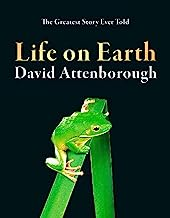 The Greatest Story Ever Told
Life on Earth
David Attenborough